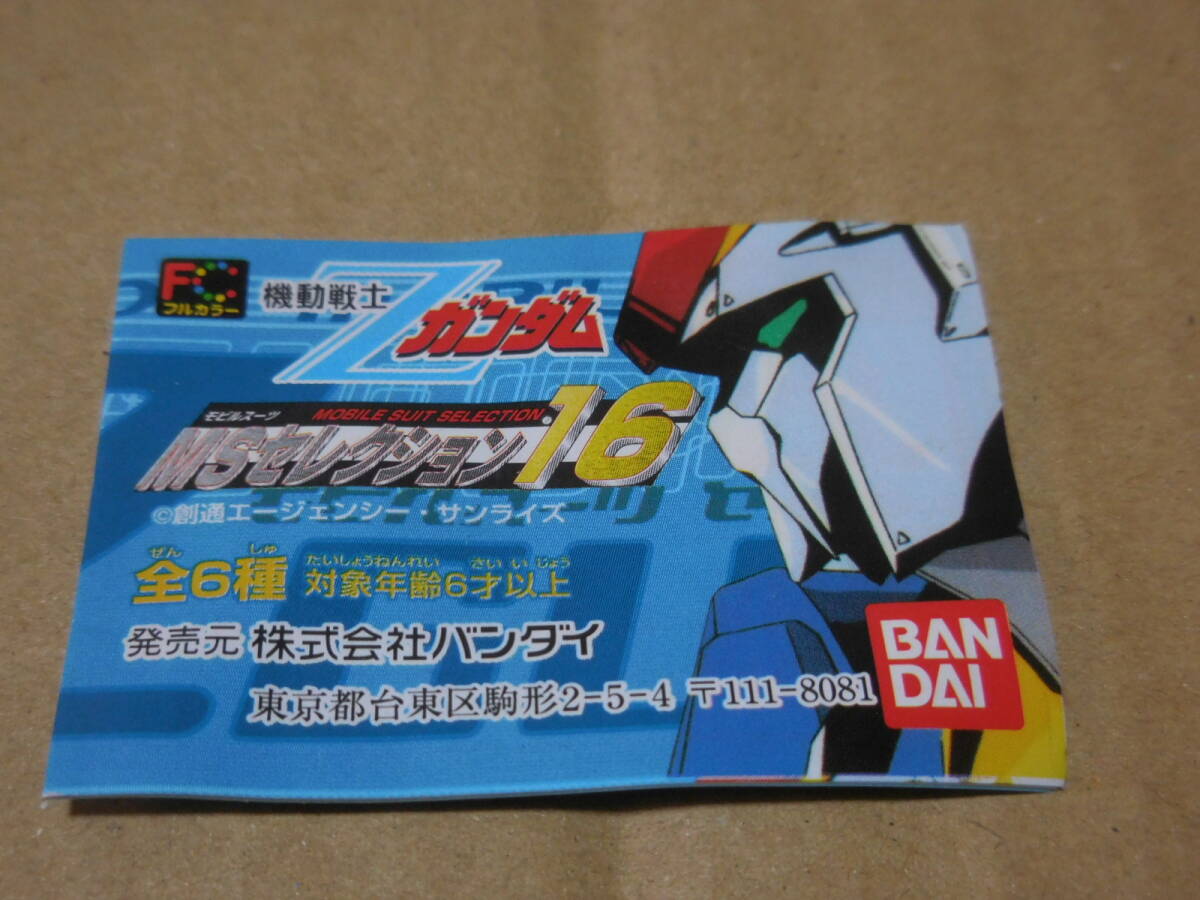 FC
フルカラー
機動戦士
Z
ガンダム
モビルスーツ MOBILE SUIT SELECTION
MSセレクション16
©創通エージェンシー・サンライズ
ぜん しゅ たいしょうねんれい さい いじょう
全6種 対象年齢6才以上
発売元 株式会社バンダイ
東京都台東区駒形2-5-4 〒111-8081
BAN
DAI